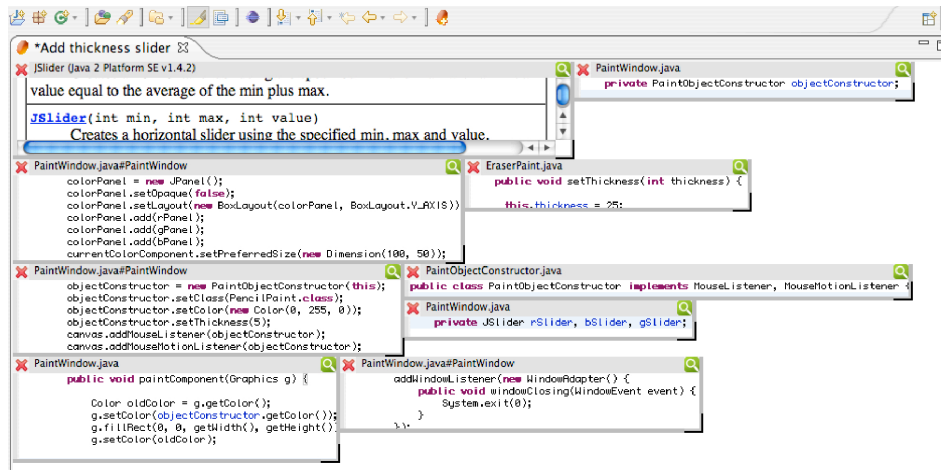 *Add thickness slider
JSlider (Java 2 Platform SE v1.4.2)
value equal to the average of the min plus max.
JSlider(int min, int max, int value)
Creates a horizontal slider using the specified min, max and value.
PaintWindow.java
private PaintObjectConstructor objectConstructor;
PaintWindow.java#PaintWindow
colorPanel = new JPanel();
colorPanel.setOpaque(false);
colorPanel.setLayout(new BoxLayout(colorPanel, BoxLayout.Y_AXIS))
colorPanel.add(rPanel);
colorPanel.add(gPanel);
colorPanel.add(bPanel);
currentColorComponent.setPreferredSize(new Dimension(100, 50));
EraserPaint.java
public void setThickness(int thickness) {
this.thickness = 25;
PaintWindow.java#PaintWindow
objectConstructor = new PaintObjectConstructor(this);
objectConstructor.setClass(PencilPaint.class);
objectConstructor.setColor(new Color(0, 255, 0));
objectConstructor.setThickness(5);
canvas.addMouseListener(objectConstructor);
canvas.addMouseMotionListener(objectConstructor);
PaintObjectConstructor.java
public class PaintObjectConstructor implements MouseListener, MouseMotionListener {
PaintWindow.java
private JSlider rSlider, bSlider, gSlider;
PaintWindow.java
public void paintComponent(Graphics g) {
Color oldColor = g.getColor();
g.setColor(objectConstructor.getColor());
g.fillRect(0, 0, getWidth(), getHeight()
g.setColor(oldColor);
PaintWindow.java#PaintWindow
addWindowListener(new WindowAdapter() {
public void windowClosing(WindowEvent event) {
System.exit(0);
}
});